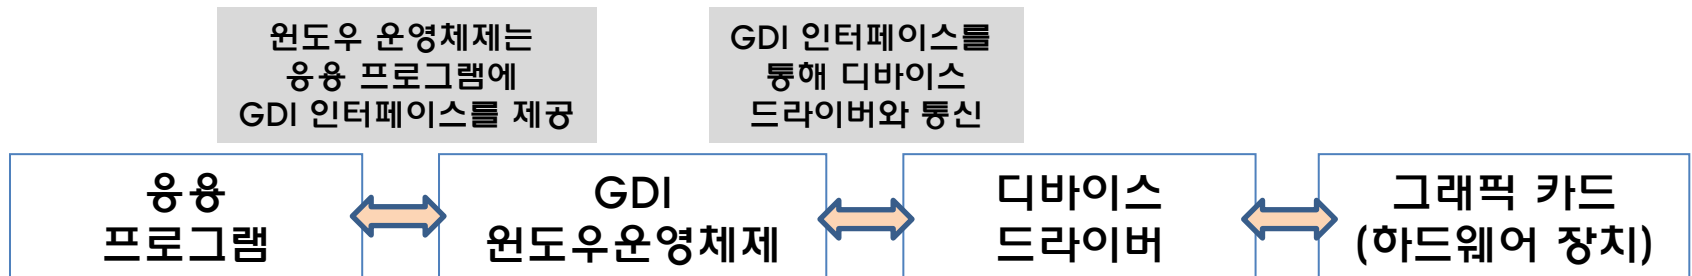 윈도우 운영체제는
응용 프로그램에
GDI 인터페이스를 제공
GDI 인터페이스를
통해 디바이스
드라이버와 통신
응용
프로그램
GDI
윈도우운영체제
디바이스
드라이버
그래픽 카드
(하드웨어 장치)